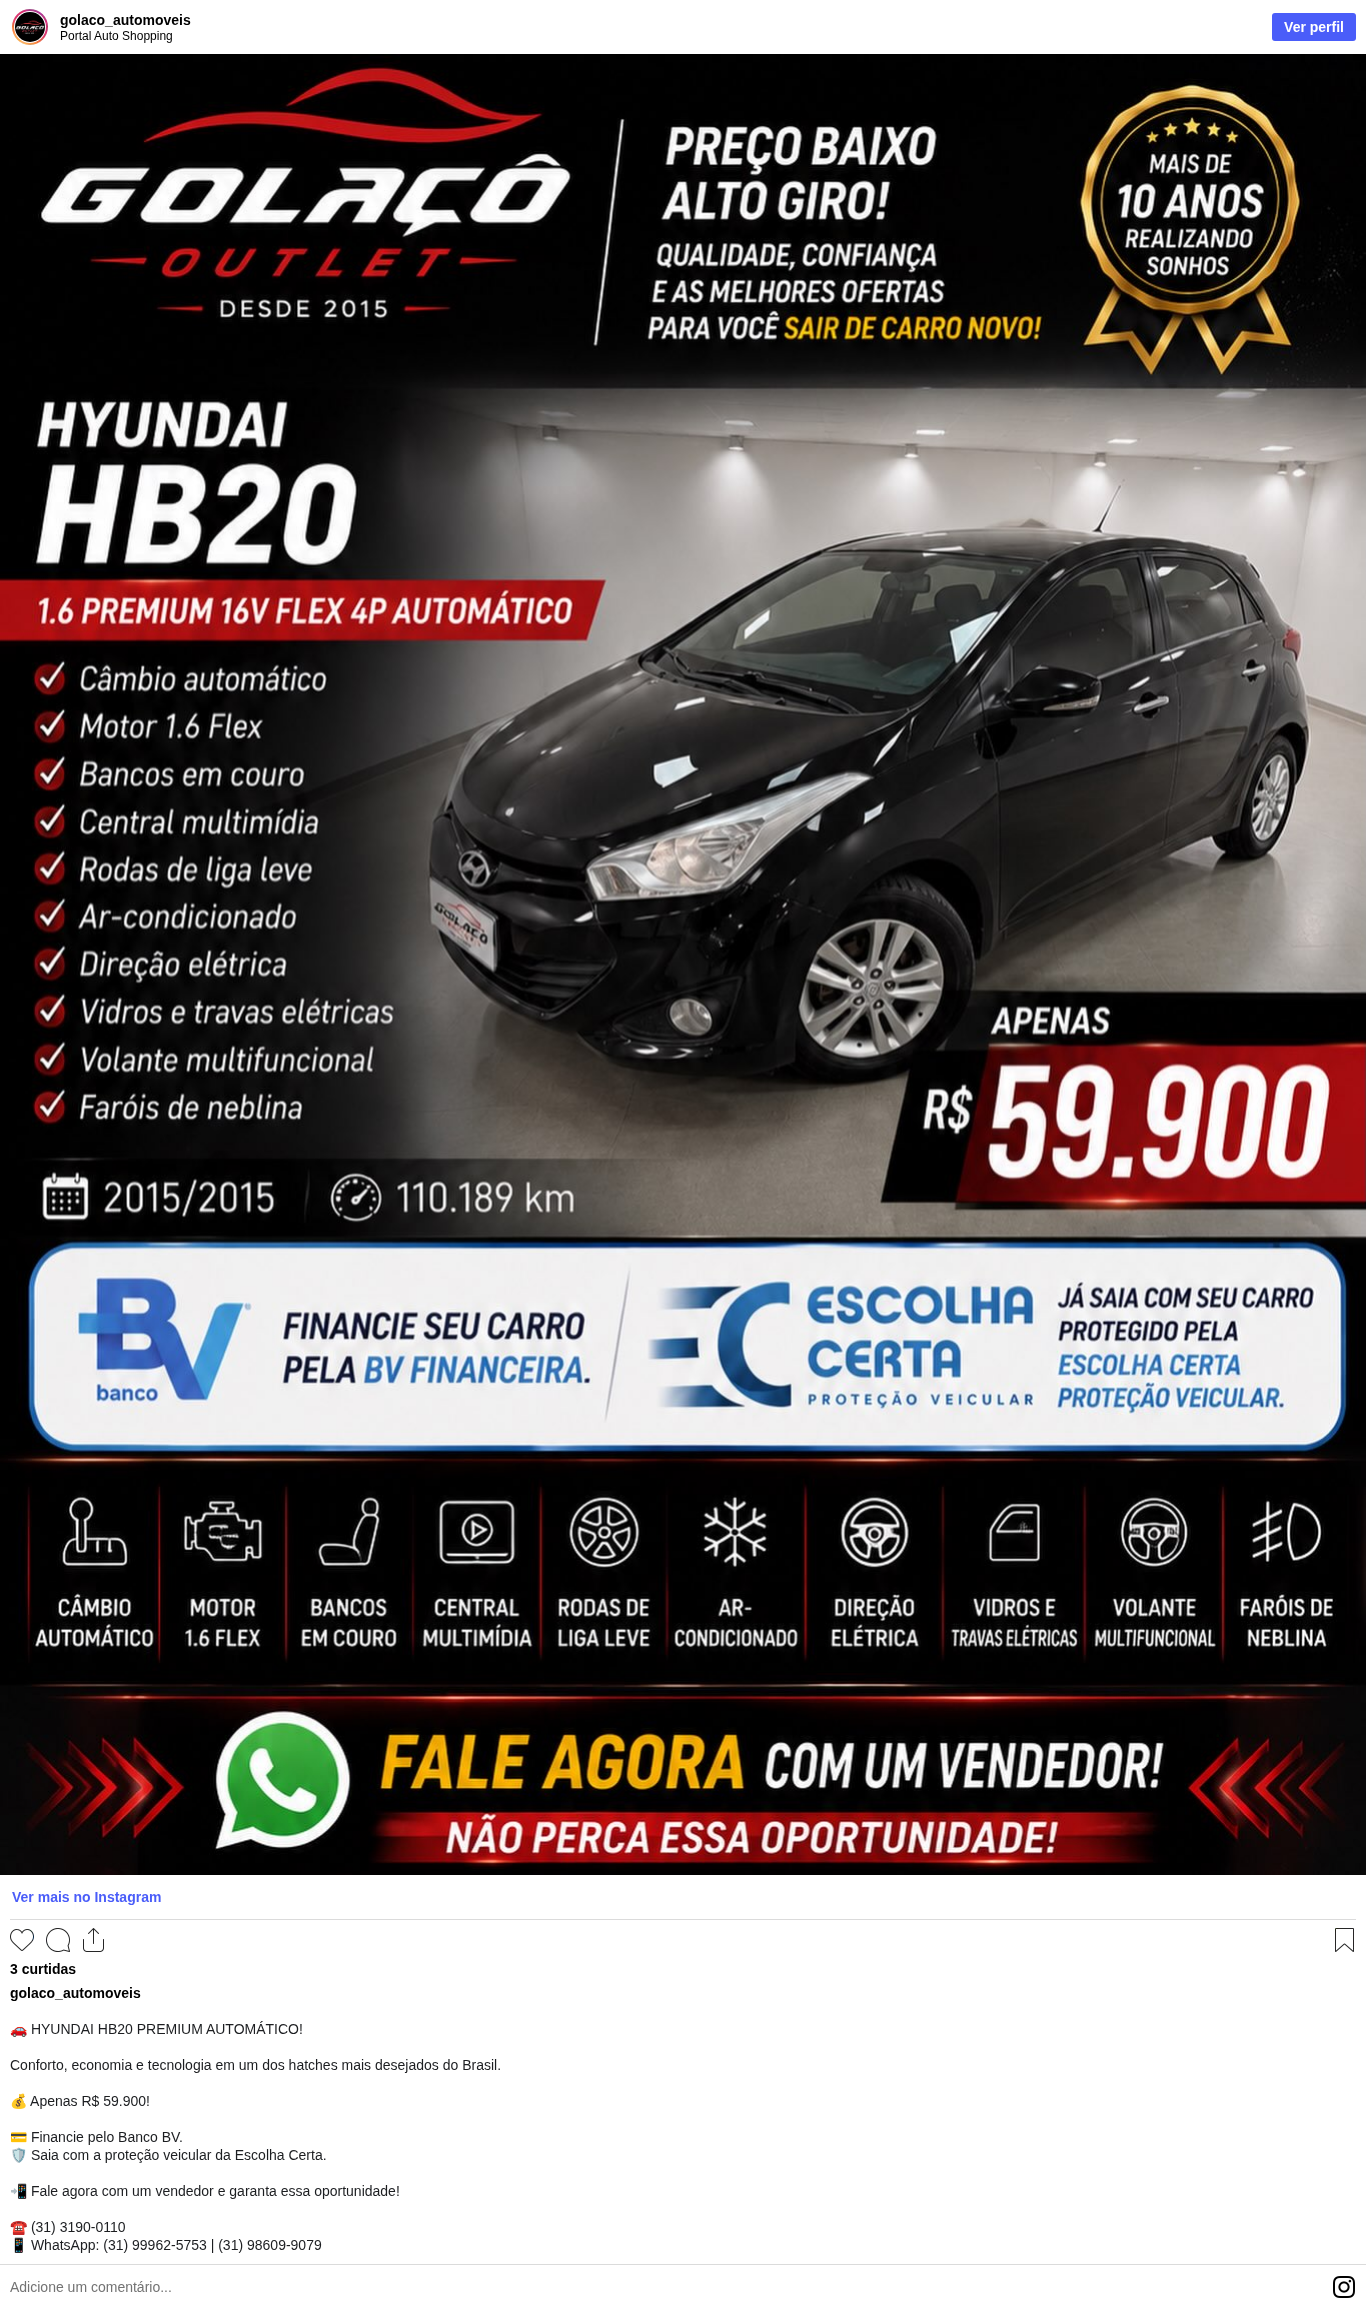 golaco_automoveis
Portal Auto Shopping
Ver perfil
GOLAÇÔ
OUTLET
DESDE 2015
PREÇO BAIXO
ALTO GIRO!
QUALIDADE, CONFIANÇA
E AS MELHORES OFERTAS
PARA VOCÊ SAIR DE CARRO NOVO!
MAIS DE
10 ANOS
REALIZANDO
SONHOS
HYUNDAI
HB20
1.6 PREMIUM 16V FLEX 4P AUTOMÁTICO
Câmbio automático
Motor 1.6 Flex
Bancos em couro
Central multimídia
Rodas de liga leve
Ar-condicionado
Direção elétrica
Vidros e travas elétricas
Volante multifuncional
Faróis de neblina
GOLAÇÔ
APENAS
R$ 59.900
2015/2015
110.189 km
BV
banco
FINANCIE SEU CARRO
PELA BV FINANCEIRA.
EC
ESCOLHA
CERTA
PROTEÇÃO VEICULAR
JÁ SAIA COM SEU CARRO
PROTEGIDO PELA
ESCOLHA CERTA
PROTEÇÃO VEICULAR.
CÂMBIO
AUTOMÁTICO
MOTOR
1.6 FLEX
BANCOS
EM COURO
CENTRAL
MULTIMÍDIA
RODAS DE
LIGA LEVE
AR-
CONDICIONADO
DIREÇÃO
ELÉTRICA
VIDROS E
TRAVAS ELÉTRICAS
VOLANTE
MULTIFUNCIONAL
FARÓIS DE
NEBLINA
FALE AGORA COM UM VENDEDOR!
NÃO PERCA ESSA OPORTUNIDADE!
Ver mais no Instagram
3 curtidas
golaco_automoveis
🚗 HYUNDAI HB20 PREMIUM AUTOMÁTICO!
Conforto, economia e tecnologia em um dos hatches mais desejados do Brasil.
💰 Apenas R$ 59.900!
💳 Financie pelo Banco BV.
🛡️ Saia com a proteção veicular da Escolha Certa.
📲 Fale agora com um vendedor e garanta essa oportunidade!
☎️ (31) 3190-0110
📱 WhatsApp: (31) 99962-5753 | (31) 98609-9079
Adicione um comentário...